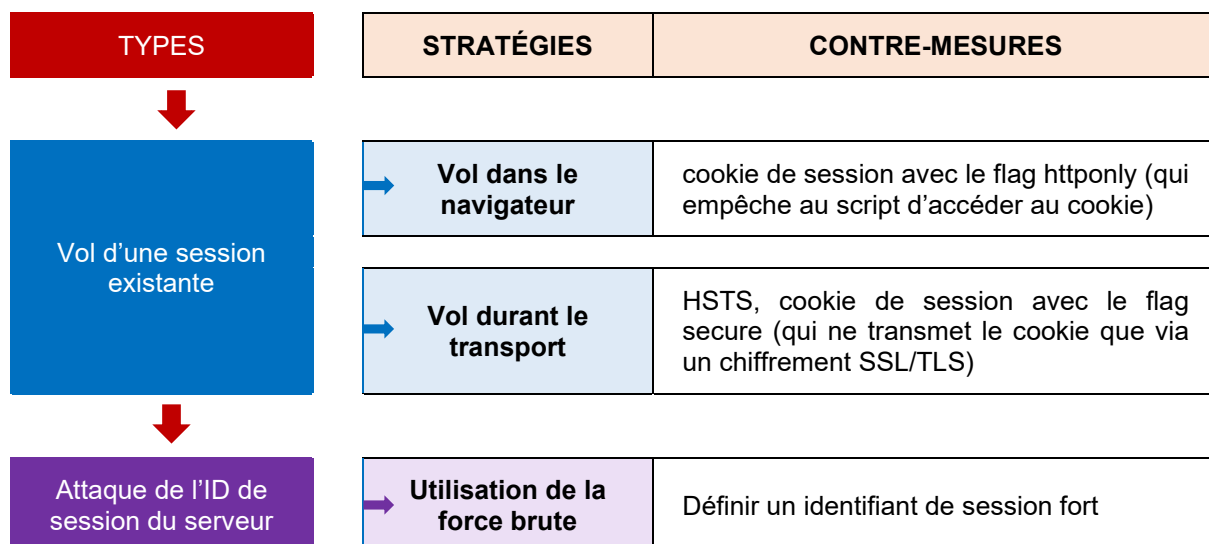 TYPES
STRATÉGIES
CONTRE-MESURES
Vol d’une session
existante
Vol dans le
navigateur
cookie de session avec le flag httponly (qui
empêche au script d’accéder au cookie)
Vol durant le
transport
HSTS, cookie de session avec le flag
secure (qui ne transmet le cookie que via
un chiffrement SSL/TLS)
Attaque de l’ID de
session du serveur
Utilisation de la
force brute
Définir un identifiant de session fort